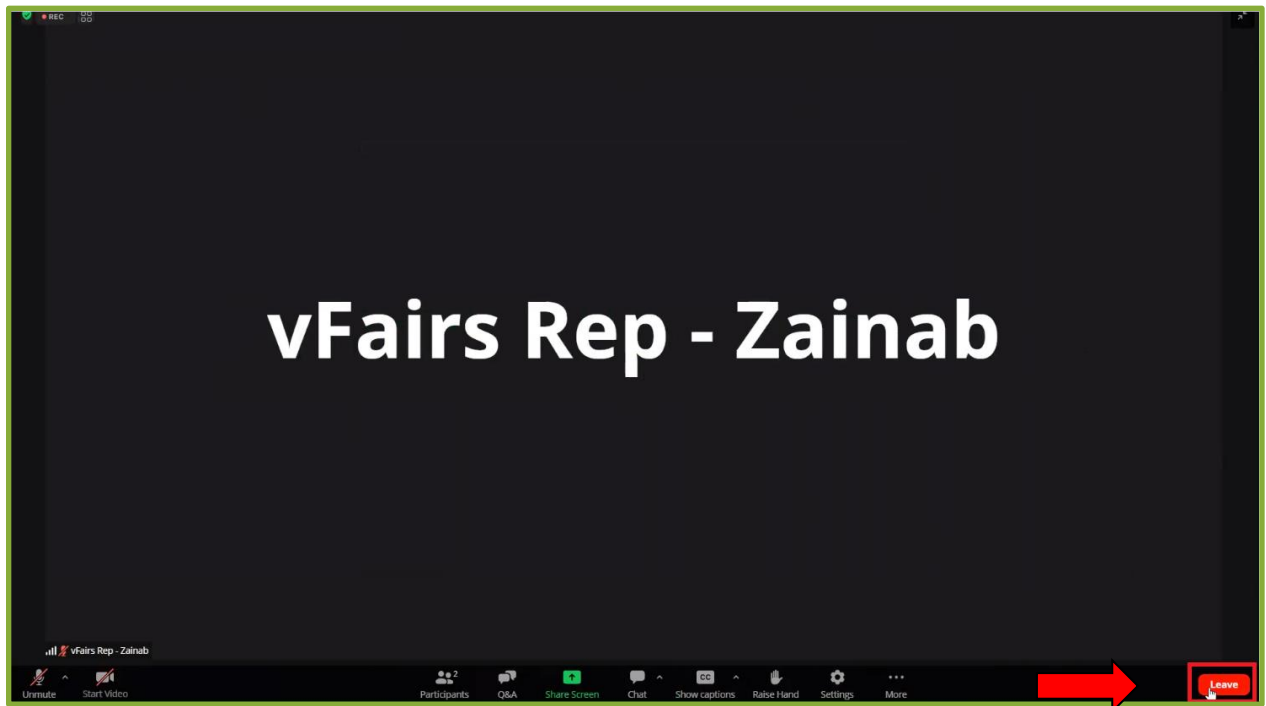 REC
vFairs Rep - Zainab
vFairs Rep - Zainab
2
CC
Unmute Start Video Participants Q&A Share Screen Chat Show captions Raise Hand Settings More Leave